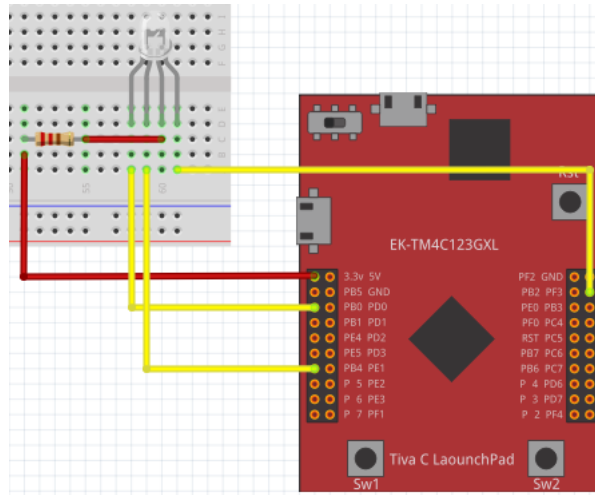 Rst
EK-TM4C123GXL
3.3v 5V
PB5 GND
PB0 PD0
PB1 PD1
PE4 PD2
PE5 PD3
PB4 PE1
P 5 PE2
P 6 PE3
P 7 PF1
PF2 GND
PB2 PF3
PE0 PB3
PF0 PC4
RST PC5
PB7 PC6
PB6 PC7
P 4 PD6
P 3 PD7
P 2 PF4
Tiva C LaounchPad
Sw1
Sw2
55
60